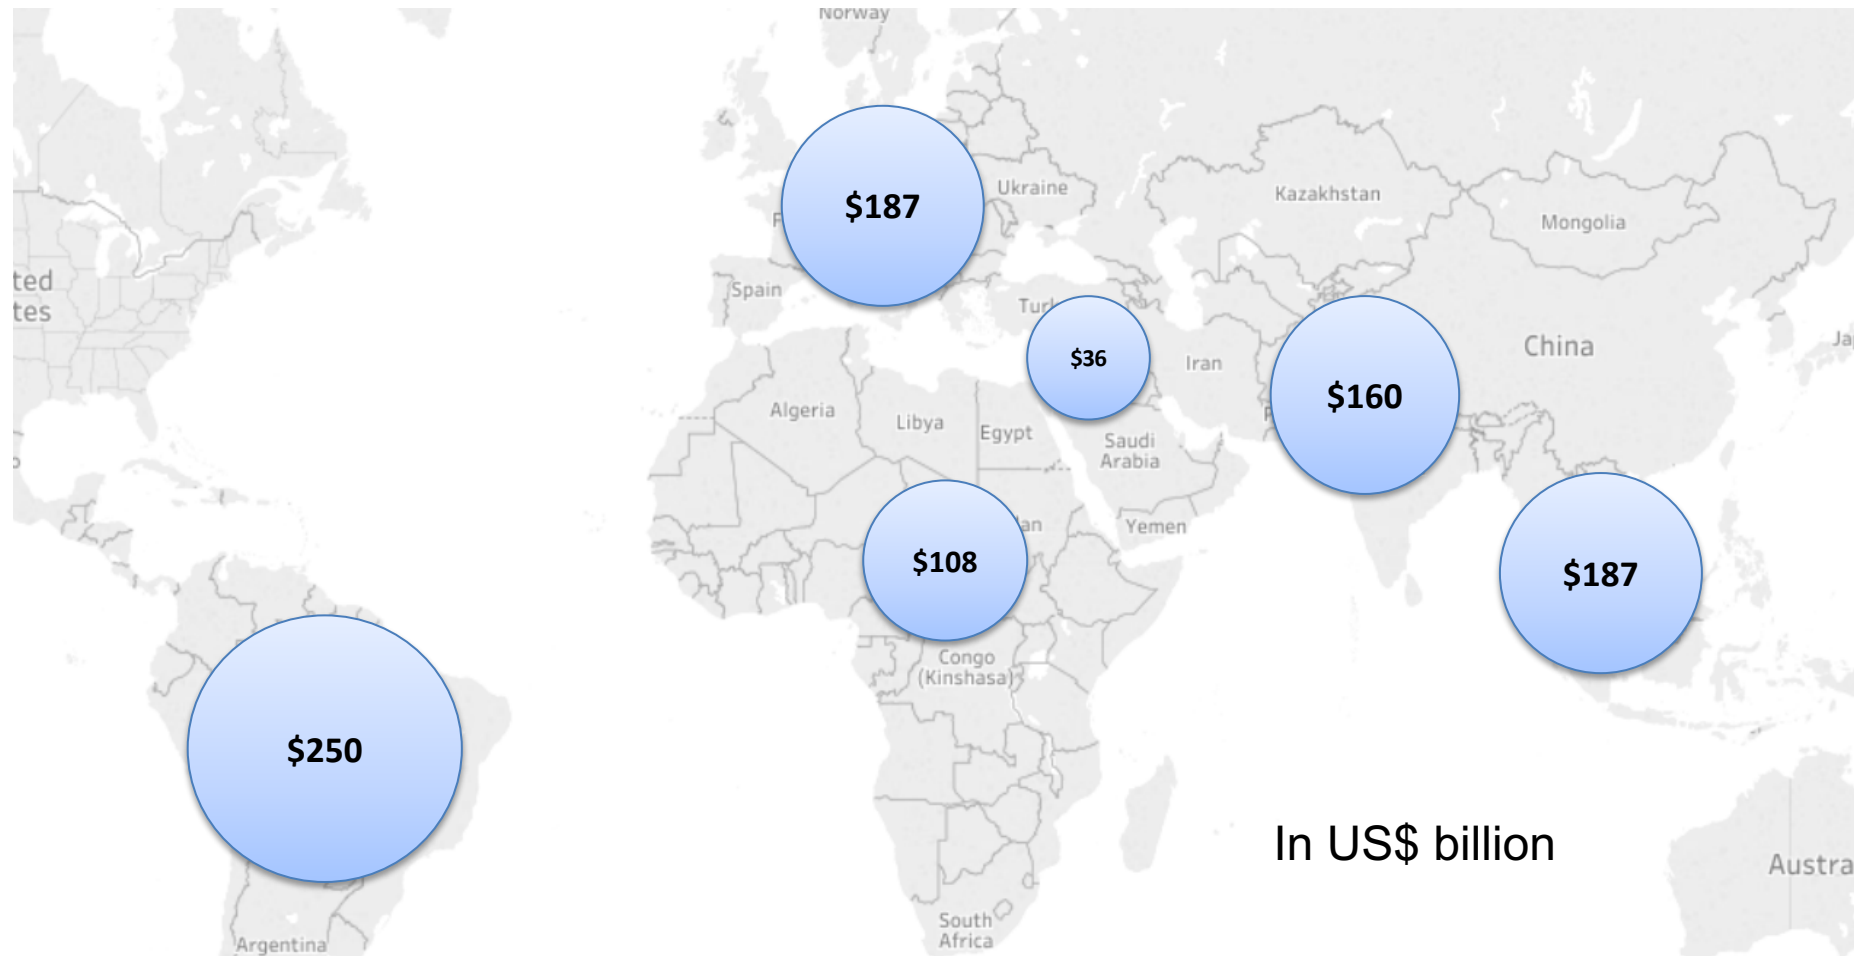 Norway
$187
Ukraine
Kazakhstan
Mongolia
ted
tes
Spain
$36
Iran
$160
China
Algeria
Libya
Egypt
Saudi
Arabia
Yemen
$108
$187
Congo
(Kinshasa)
$250
In US$ billion
Austra
South
Africa
Argentina